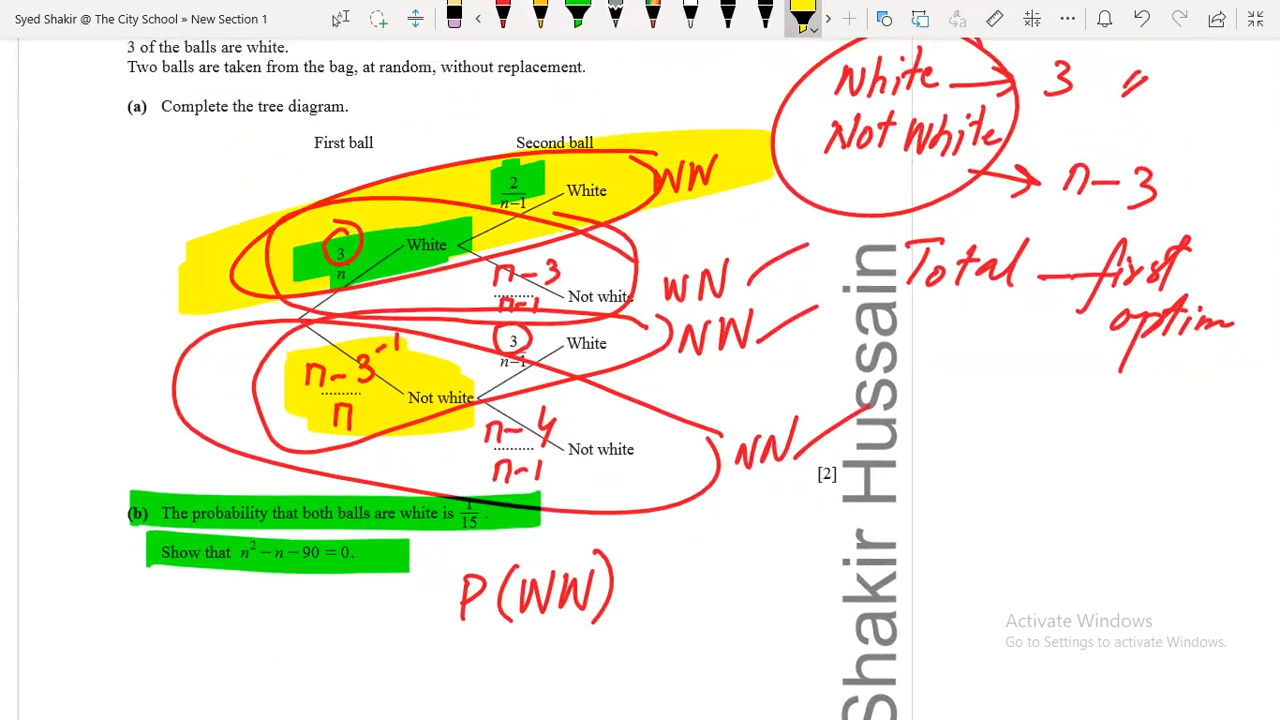 Syed Shakir @ The City School » New Section 1
3 of the balls are white.
Two balls are taken from the bag, at random, without replacement.
(a) Complete the tree diagram.
First ball
Second ball
2
n–1
White
WW
3
n
White
n-3
n-1
Not white
WN
3
n–1
White
NW
n-3 -1
n
Not white
n-4
n-1
Not white
NN
[2]
(b) The probability that both balls are white is 1/15.
Show that n² – n – 90 = 0.
P(WW)
White → 3 "
Not White
→ n-3
Total — first
option
Shakir Hussain
Activate Windows
Go to Settings to activate Windows.